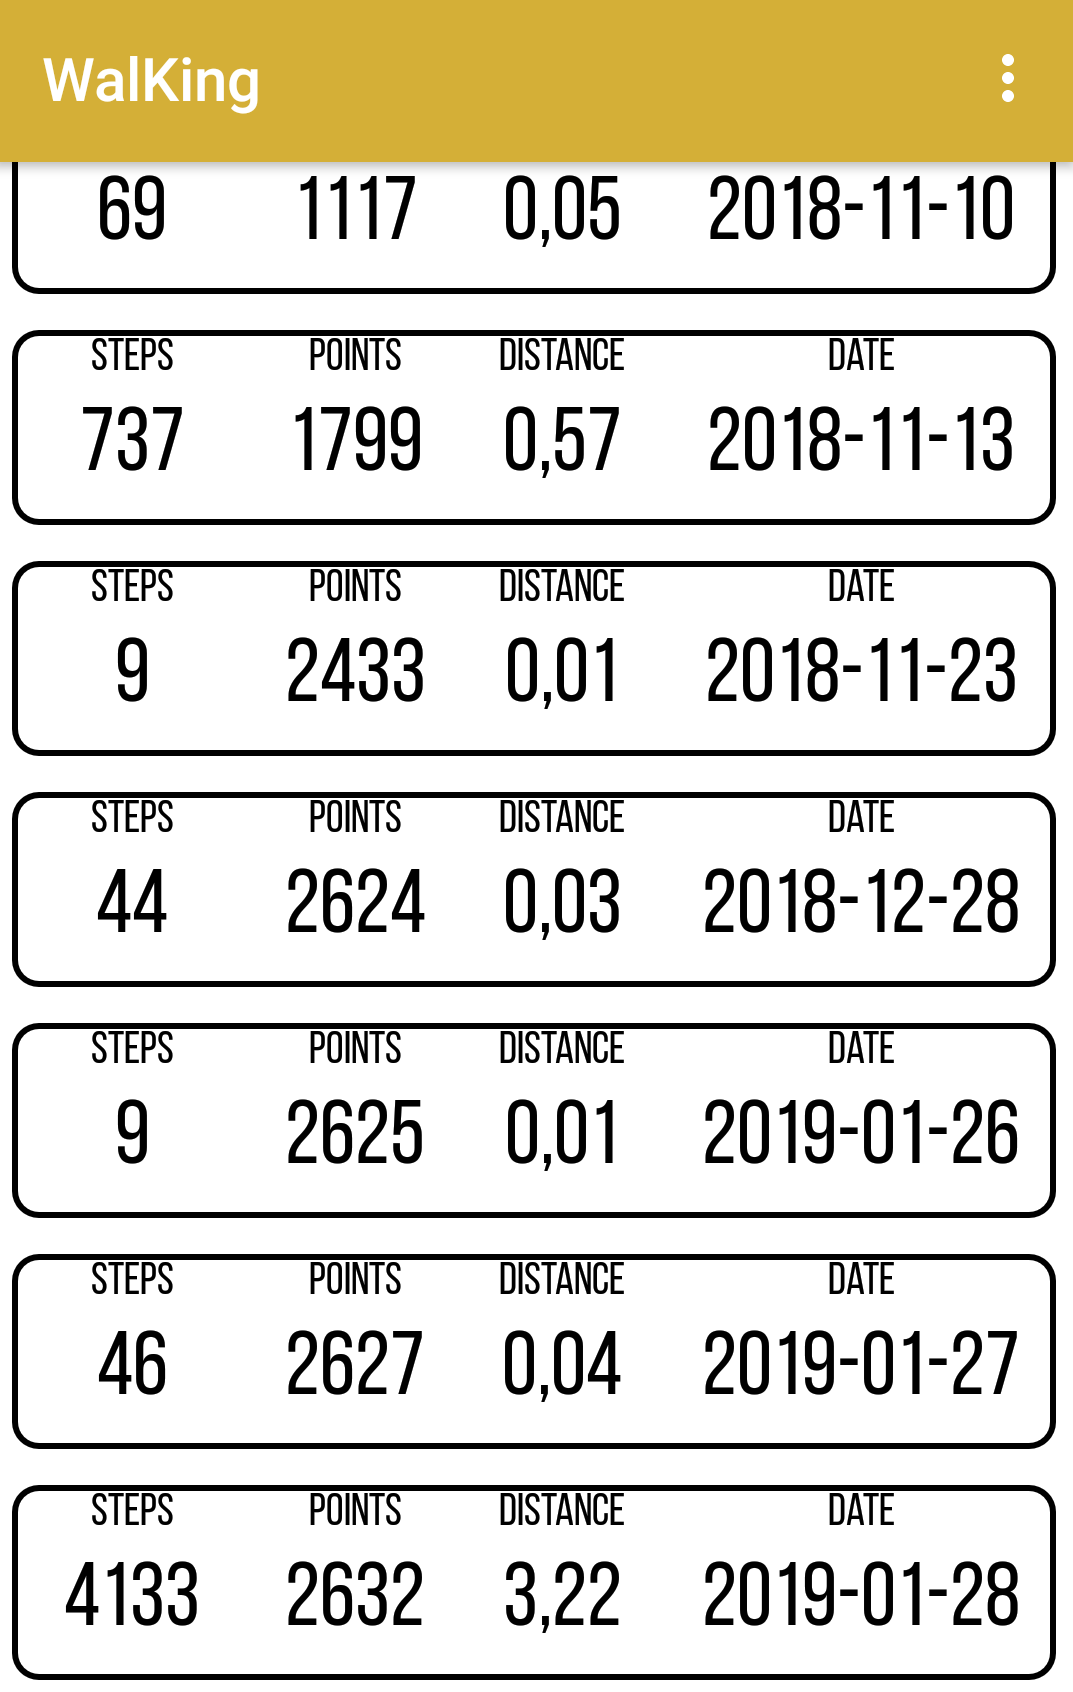 WalKing
69 1117 0,05 2018-11-10
STEPS POINTS DISTANCE DATE
737 1799 0,57 2018-11-13
STEPS POINTS DISTANCE DATE
9 2433 0,01 2018-11-23
STEPS POINTS DISTANCE DATE
44 2624 0,03 2018-12-28
STEPS POINTS DISTANCE DATE
9 2625 0,01 2019-01-26
STEPS POINTS DISTANCE DATE
46 2627 0,04 2019-01-27
STEPS POINTS DISTANCE DATE
4133 2632 3,22 2019-01-28